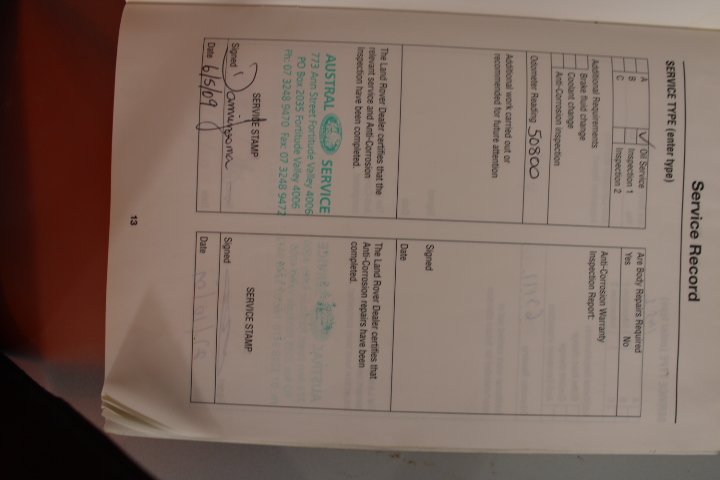 Service Record
SERVICE TYPE (enter type)
A Oil Service
B Inspection 1
C Inspection 2
Additional Requirements
Brake fluid change
Coolant change
Anti-Corrosion Inspection
Odometer Reading 50800
Additional work carried out or
recommended for future attention
The Land Rover Dealer certifies that the
relevant service and Anti-Corrosion
Inspection have been completed.
AUSTRAL SERVICE
773 Ann Street Fortitude Valley 4006
PO Box 2035 Fortitude Valley 4006
Ph: 07 3248 9470 Fax: 07 3248 9472
SERVICE STAMP
Signed
Date 6/5/09
Are Body Repairs Required
Yes No
Anti-Corrosion Warranty
Inspection Report:
Signed
Date
The Land Rover Dealer certifies that
Anti-Corrosion repairs have been
completed.
SERVICE STAMP
Signed
Date
13